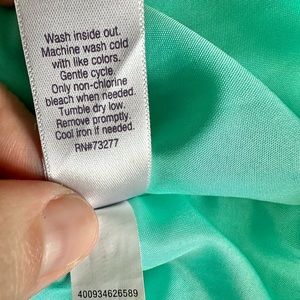 Wash inside out.
Machine wash cold
with like colors.
Gentle cycle.
Only non-chlorine
bleach when needed.
Tumble dry low.
Remove promptly.
Cool iron if needed.
RN#73277
400934626589